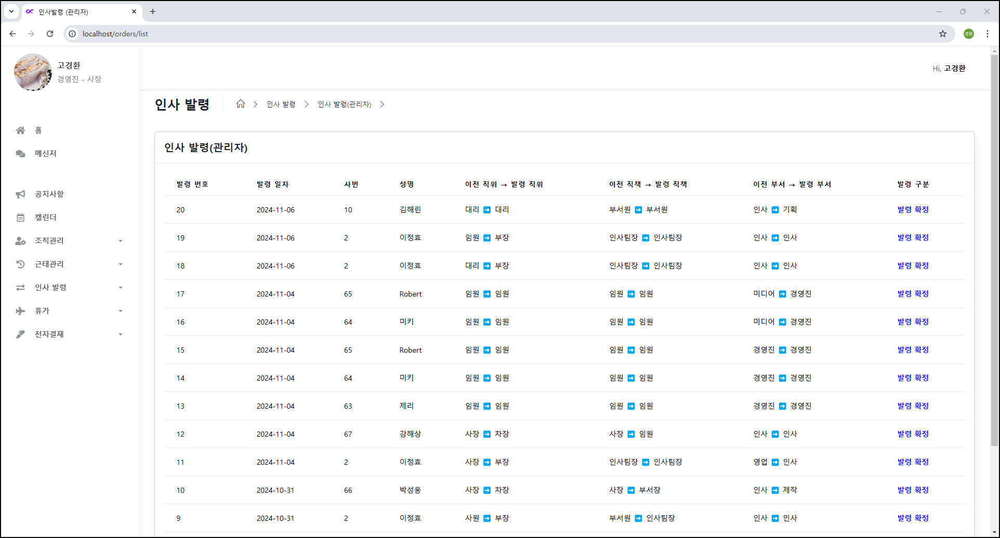 인사발령 (관리자)
localhost/orders/list
경환
고경환
경영진 - 사장
Hi, 고경환
홈
메신저
공지사항
캘린더
조직관리
근태관리
인사 발령
휴가
전자결재
인사 발령
인사 발령 인사 발령(관리자)
인사 발령(관리자)
발령 번호 발령 일자 사번 성명 이전 직위 → 발령 직위 이전 직책 → 발령 직책 이전 부서 → 발령 부서 발령 구분
20 2024-11-06 10 김해린 대리 ➡ 대리 부서원 ➡ 부서원 인사 ➡ 기획 발령 확정
19 2024-11-06 2 이정효 임원 ➡ 부장 인사팀장 ➡ 인사팀장 인사 ➡ 인사 발령 확정
18 2024-11-06 2 이정효 대리 ➡ 부장 인사팀장 ➡ 인사팀장 인사 ➡ 인사 발령 확정
17 2024-11-04 65 Robert 임원 ➡ 임원 임원 ➡ 임원 미디어 ➡ 경영진 발령 확정
16 2024-11-04 64 미키 임원 ➡ 임원 임원 ➡ 임원 미디어 ➡ 경영진 발령 확정
15 2024-11-04 65 Robert 임원 ➡ 임원 임원 ➡ 임원 경영진 ➡ 경영진 발령 확정
14 2024-11-04 64 미키 임원 ➡ 임원 임원 ➡ 임원 경영진 ➡ 경영진 발령 확정
13 2024-11-04 63 제리 임원 ➡ 임원 임원 ➡ 임원 경영진 ➡ 경영진 발령 확정
12 2024-11-04 67 강해상 사장 ➡ 차장 사장 ➡ 임원 인사 ➡ 인사 발령 확정
11 2024-11-04 2 이정효 사장 ➡ 부장 인사팀장 ➡ 인사팀장 영업 ➡ 인사 발령 확정
10 2024-10-31 66 박성웅 사장 ➡ 차장 사장 ➡ 부서장 인사 ➡ 제작 발령 확정
9 2024-10-31 2 이정효 사원 ➡ 부장 부서원 ➡ 인사팀장 인사 ➡ 인사 발령 확정